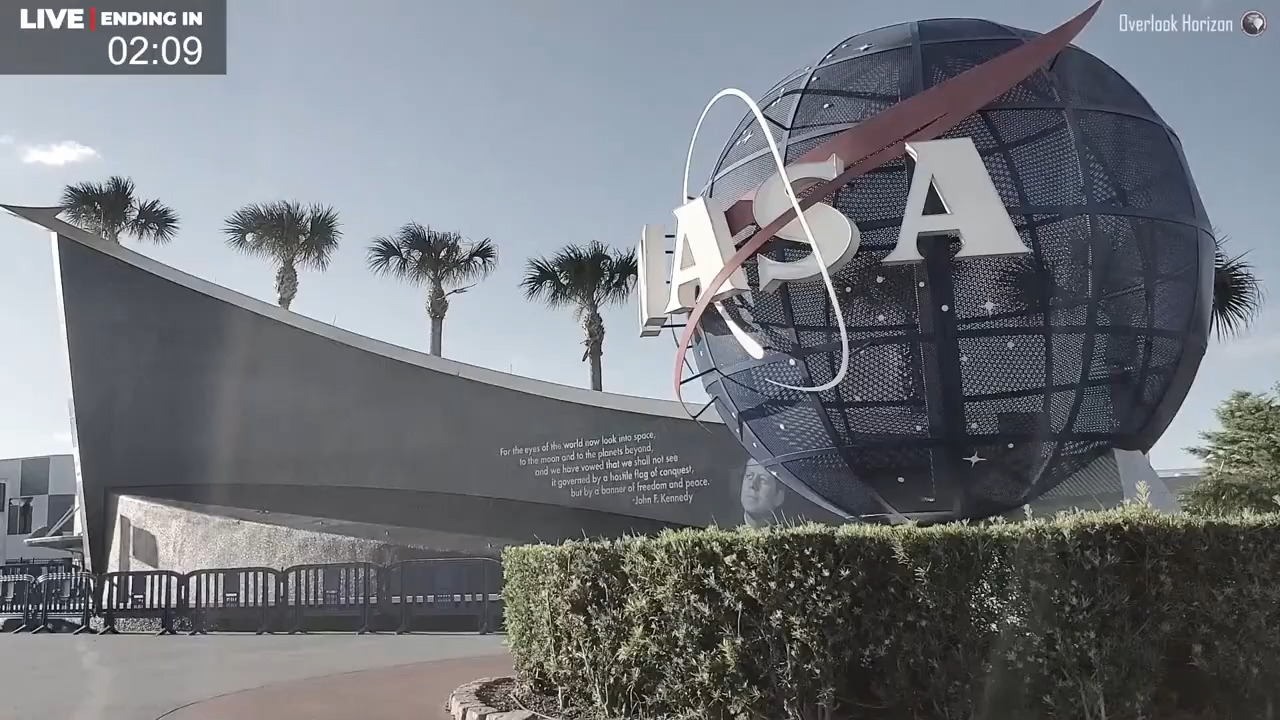 LIVE | ENDING IN
02:09
Overlook Horizon
NASA
For the eyes of the world now look into space,
to the moon and to the planets beyond,
and we have vowed that we shall not see
it governed by a hostile flag of conquest,
but by a banner of freedom and peace.
-John F. Kennedy